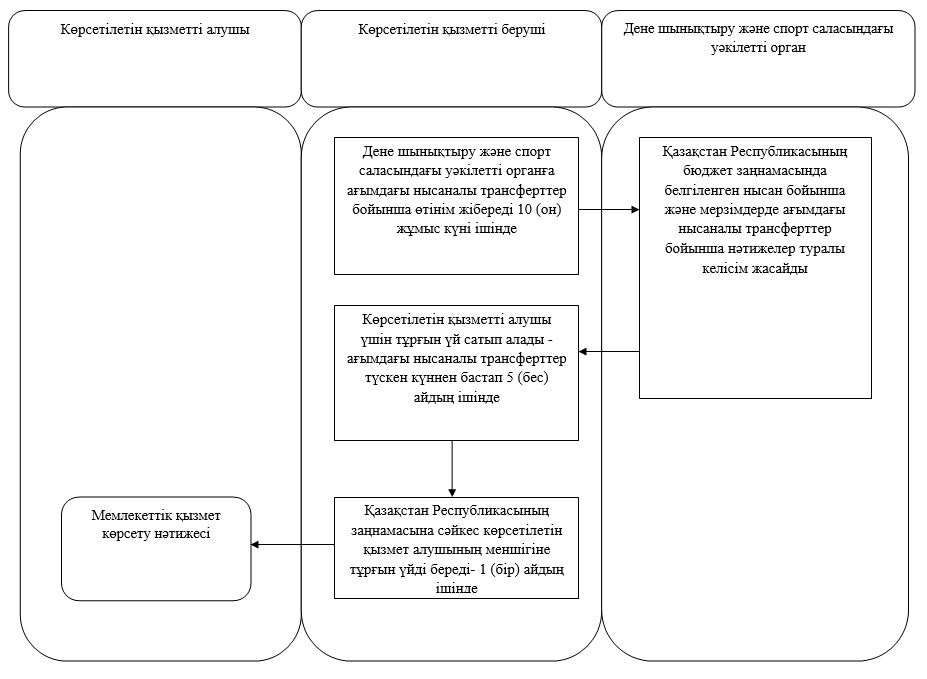 Көрсетілетін қызметті алушы
Көрсетілетін қызметті беруші
Дене шынықтыру және спорт саласындағы
уәкілетті орган
Дене шынықтыру және спорт
саласындағы уәкілетті органға
ағымдағы нысаналы трансферттер
бойынша өтінім жібереді 10 (он)
жұмыс күні ішінде
Қазақстан Республикасының
бюджет заңнамасында
белгіленген нысан бойынша
және мерзімдерде ағымдағы
нысаналы трансферттер
бойынша нәтижелер туралы
келісім жасайды
Көрсетілетін қызметті алушы
үшін тұрғын үй сатып алады -
ағымдағы нысаналы трансферттер
түскен күннен бастап 5 (бес)
айдың ішінде
Қазақстан Республикасының
заңнамасына сәйкес көрсетілетін
қызмет алушының меншігіне
тұрғын үйді береді- 1 (бір) айдың
ішінде
Мемлекеттік қызмет
көрсету нәтижесі